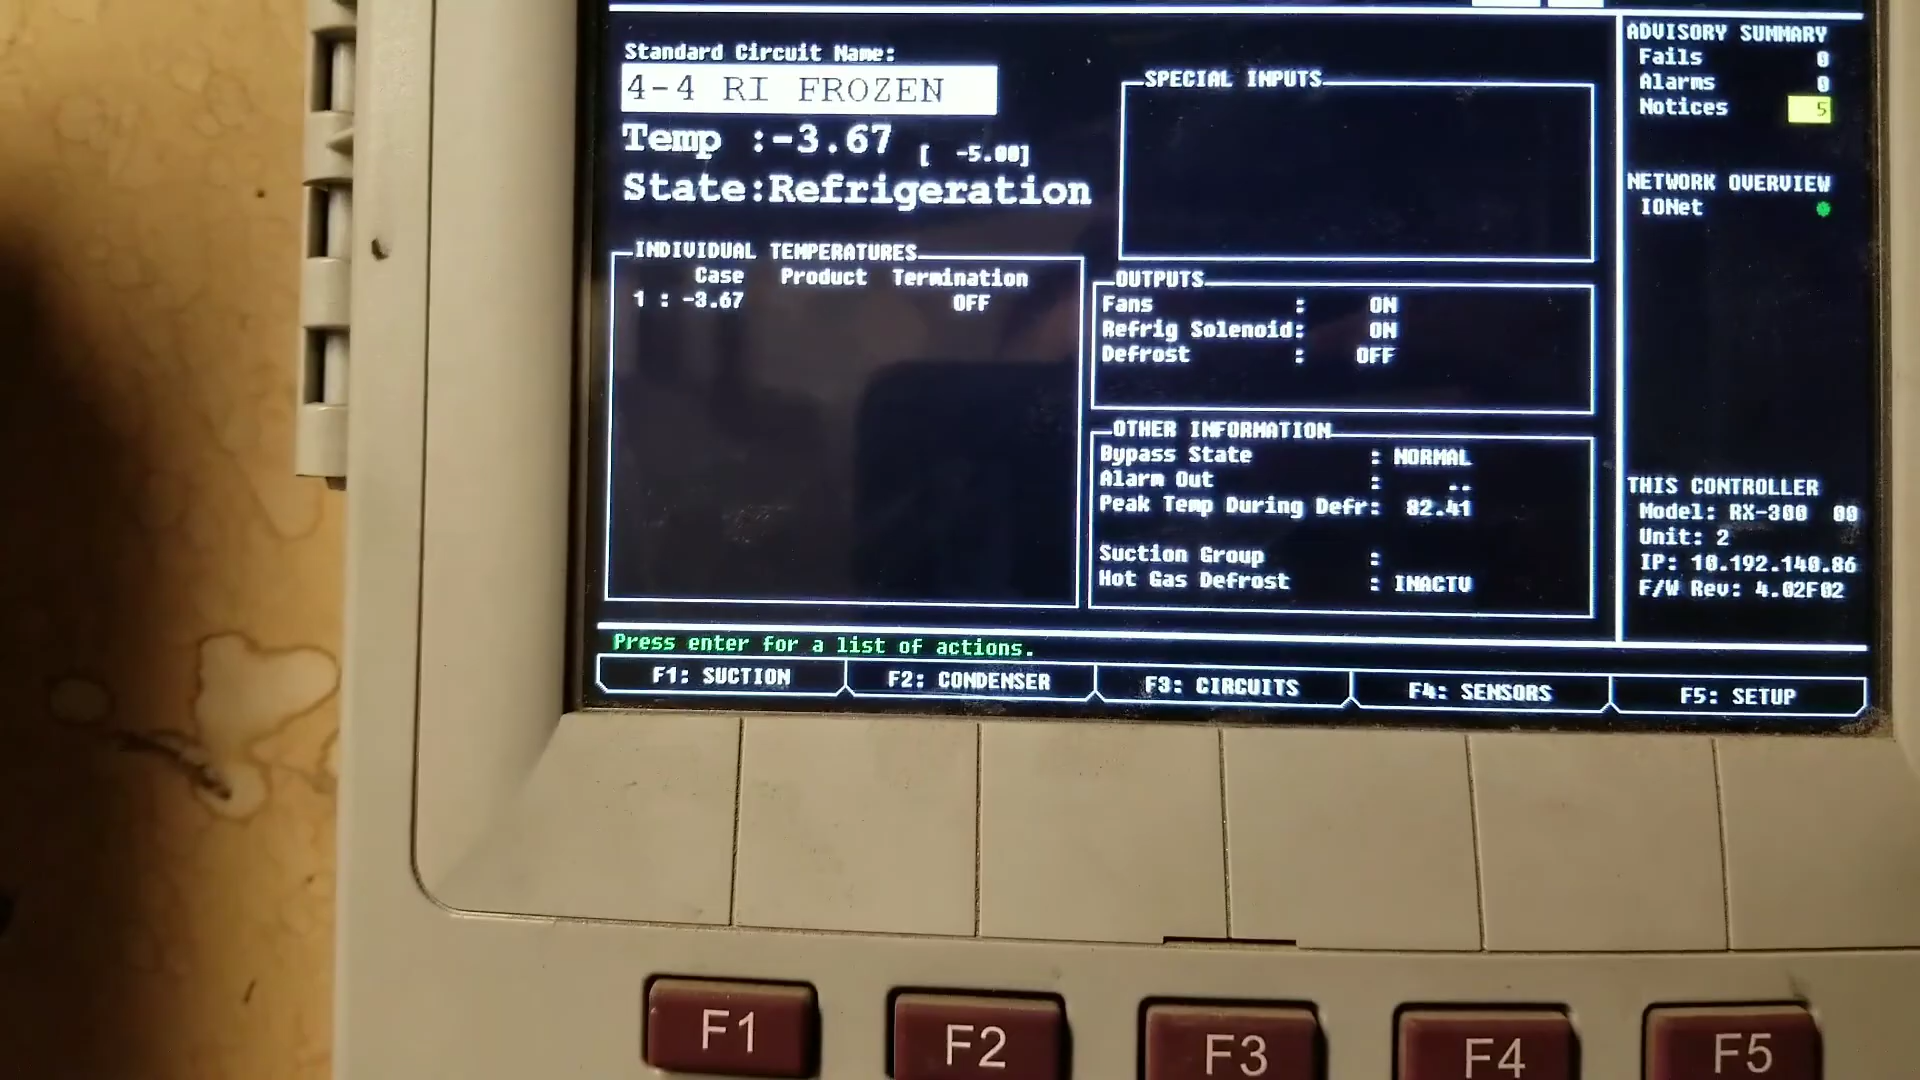 Standard Circuit Name:
4-4 RI FROZEN
Temp :-3.67 [ -5.00]
State:Refrigeration
INDIVIDUAL TEMPERATURES
Case Product Termination
1 : -3.67 OFF
SPECIAL INPUTS
OUTPUTS
Fans : ON
Refrig Solenoid: ON
Defrost : OFF
OTHER INFORMATION
Bypass State : NORMAL
Alarm Out : --
Peak Temp During Defr: 82.41
Suction Group :
Hot Gas Defrost : INACTV
ADVISORY SUMMARY
Fails 0
Alarms 0
Notices 5
NETWORK OVERVIEW
IONet
THIS CONTROLLER
Model: RX-300 00
Unit: 2
IP: 10.192.140.86
F/W Rev: 4.02F02
Press enter for a list of actions.
F1: SUCTION
F2: CONDENSER
F3: CIRCUITS
F4: SENSORS
F5: SETUP
F1
F2
F3
F4
F5